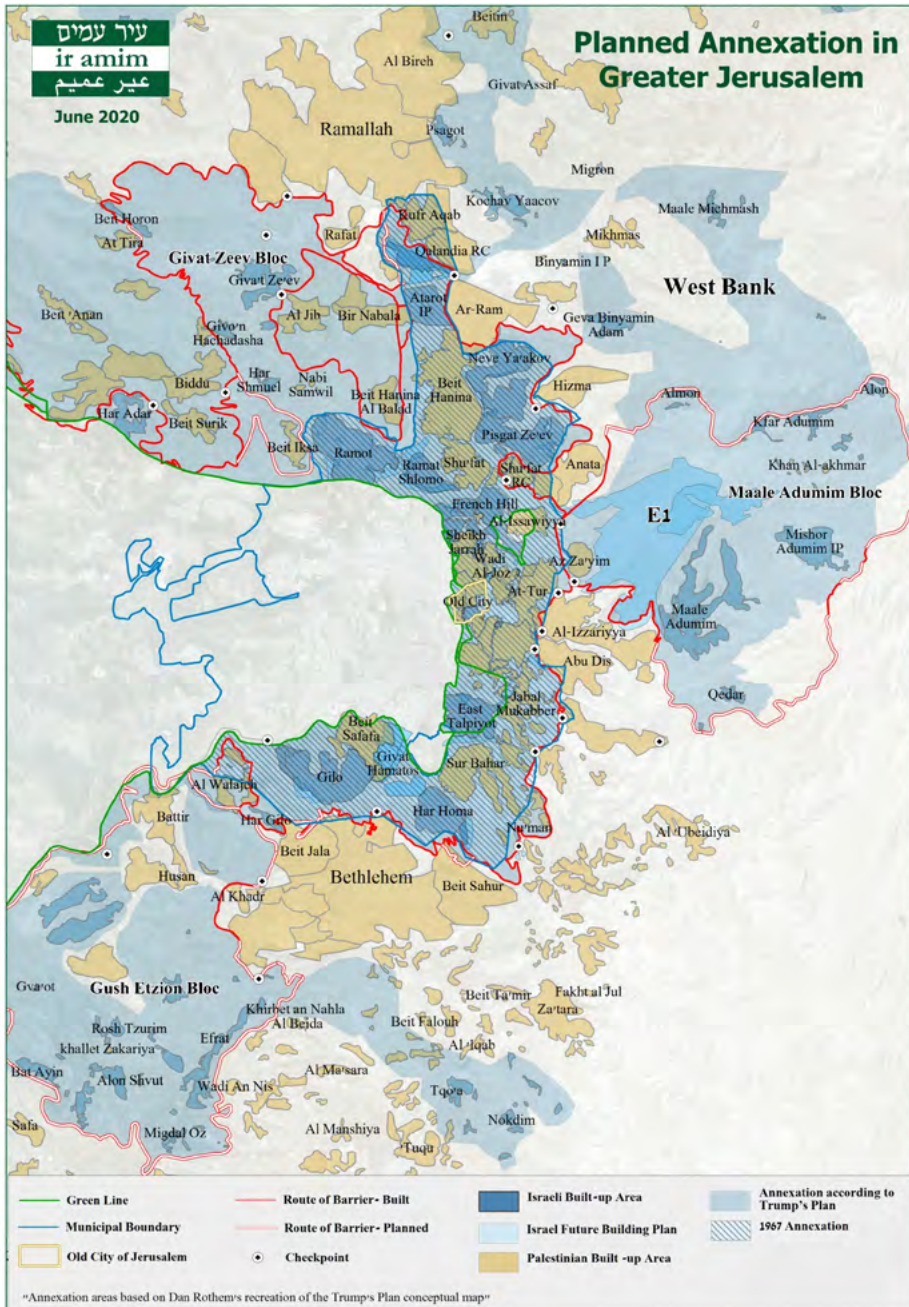 עיר עמים
ir amim
عير عميم
June 2020
Planned Annexation in
Greater Jerusalem
Beitin
Al Bireh
Givat Assaf
Ramallah
Psagot
Migron
Kochav Yaacov
Maale Michmash
Beit Horon
At Tira
Rafat
Kufr Aqab
Mikhmas
Givat Zeev Bloc
Qalandia RC
Binyamin I P
West Bank
Giva't Ze'ev
Atarot
IP
Ar-Ram
Beit 'Anan
Al Jib
Bir Nabala
Geva Binyamin
Adam
Givo'n
Hachadasha
Neve Ya'akov
Har
Shmuel
Nabi
Samwil
Biddu
Beit Hanina
Al Balad
Beit
Hanina
Hizma
Almon
Alon
Har Adar
Beit Surik
Kfar Adumim
Beit Iksa
Ramot
Pisgat Ze'ev
Ramat
Shlomo
Shu'fat
Shu'fat
RC
Anata
Khan Al-akhmar
Maale Adumim Bloc
French Hill
E1
Al-Issawiyya
Mishor
Adumim IP
Sheikh
Jarrah
Wadi
Al-Joz
Az Za'yim
Old City
At-Tur
Maale
Adumim
Al-Izzariyya
Abu Dis
Qedar
East
Talpiyot
Jabal
Mukabber
Beit
Safafa
Gilo
Givat
Hamatos
Sur Bahar
Al Walajeh
Har Gilo
Har Homa
Battir
Nu'man
Al 'Ubeidiya
Beit Jala
Husan
Bethlehem
Beit Sahur
Al Khadr
Gva'ot
Gush Etzion Bloc
Beit Ta'mir
Fakht al Jul
Za'tara
Khirbet an Nahla
Al Beida
Beit Falouh
Rosh Tzurim
Efrat
khallet Zakariya
Al-'Iqab
Bat Ayin
Alon Shvut
Al Ma'sara
Wadi An Nis
Tqo'a
Nokdim
Safa
Migdal Oz
Al Manshiya
Tuqu
Green Line
Route of Barrier- Built
Israeli Built-up Area
Annexation according to
Trump's Plan
Municipal Boundary
Route of Barrier- Planned
Israel Future Building Plan
1967 Annexation
Old City of Jerusalem
Checkpoint
Palestinian Built -up Area
"Annexation areas based on Dan Rothem's recreation of the Trump's Plan conceptual map"